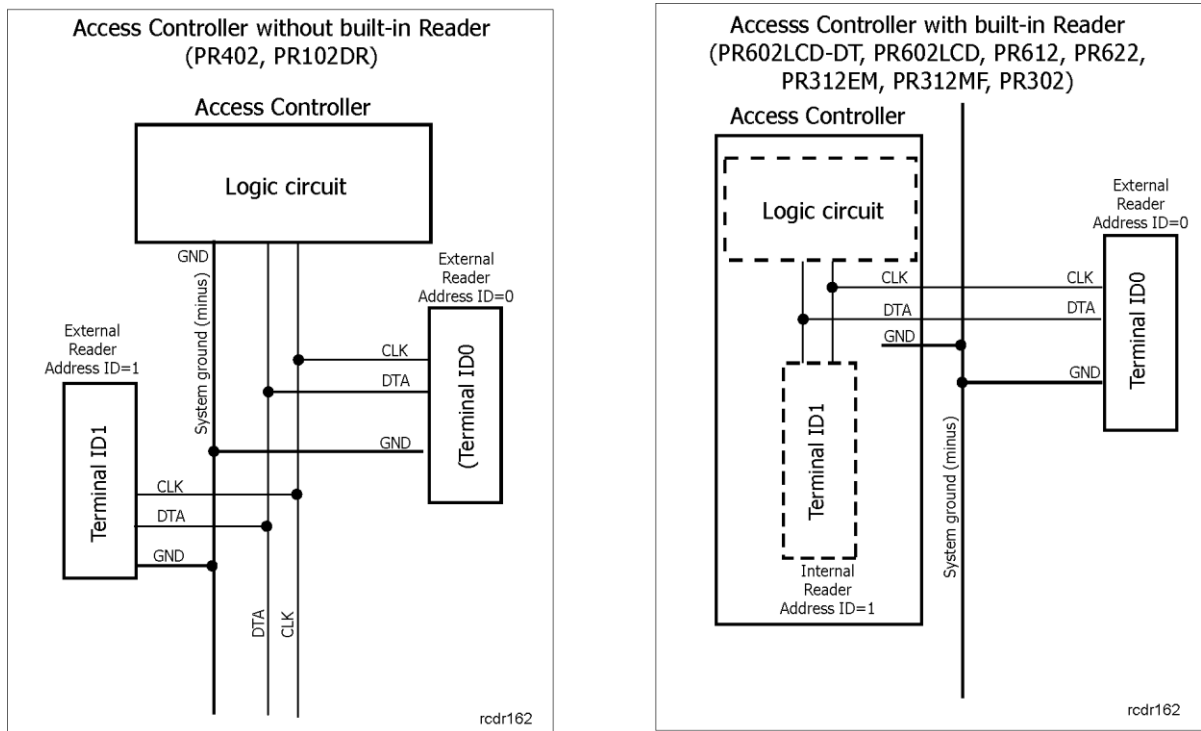 Access Controller without built-in Reader
(PR402, PR102DR)
Access Controller
Logic circuit
GND
System ground (minus)
External
Reader
Address ID=0
CLK
DTA
GND
(Terminal ID0
External
Reader
Address ID=1
Terminal ID1
CLK
DTA
GND
DTA
CLK
rcdr162
Accesss Controller with built-in Reader
(PR602LCD-DT, PR602LCD, PR612, PR622,
PR312EM, PR312MF, PR302)
Access Controller
Logic circuit
External
Reader
Address ID=0
CLK
CLK
DTA
DTA
GND
GND
Terminal ID0
Terminal ID1
Internal
Reader
Address ID=1
System ground (minus)
rcdr162